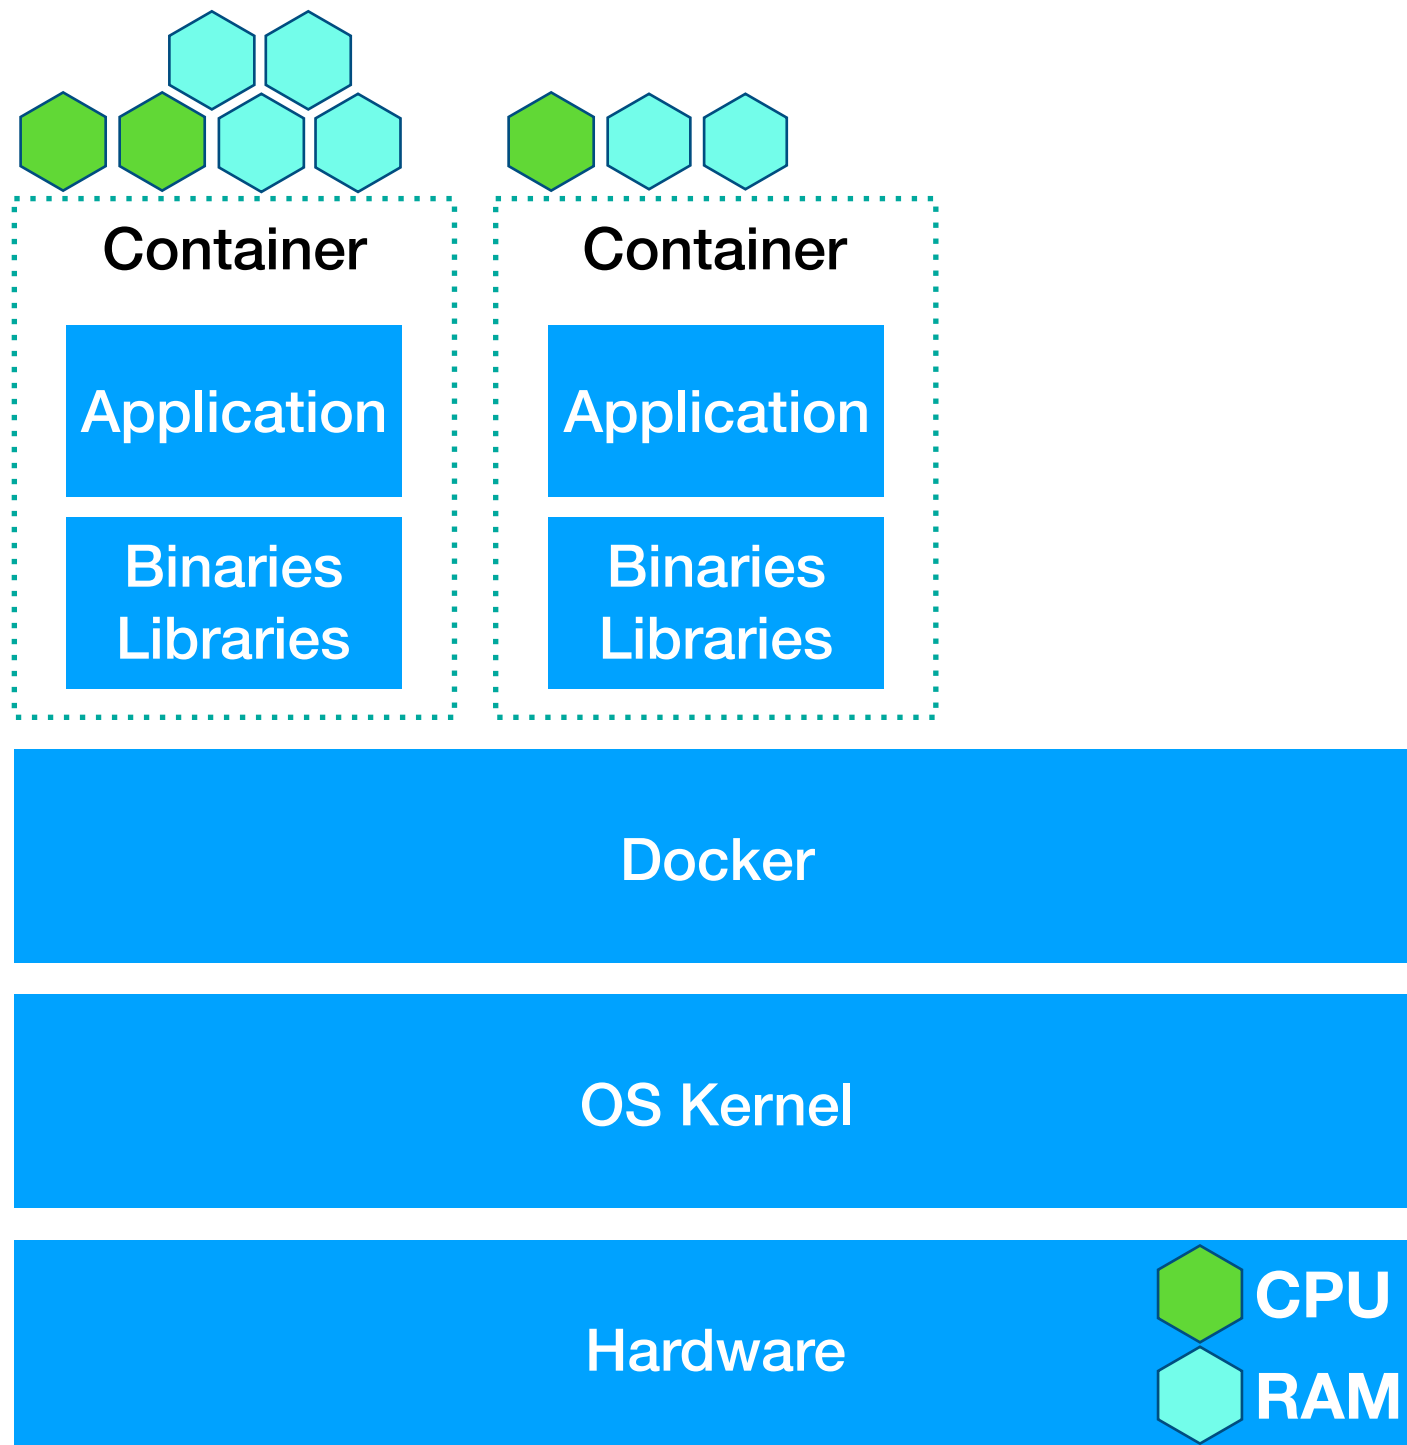 Container
Application
Binaries
Libraries
Container
Application
Binaries
Libraries
Docker
OS Kernel
Hardware
CPU
RAM